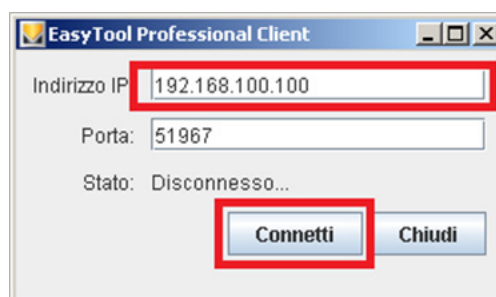 EasyTool Professional Client
Indirizzo IP 192.168.100.100
Porta: 51967
Stato: Disconnesso...
Connetti Chiudi